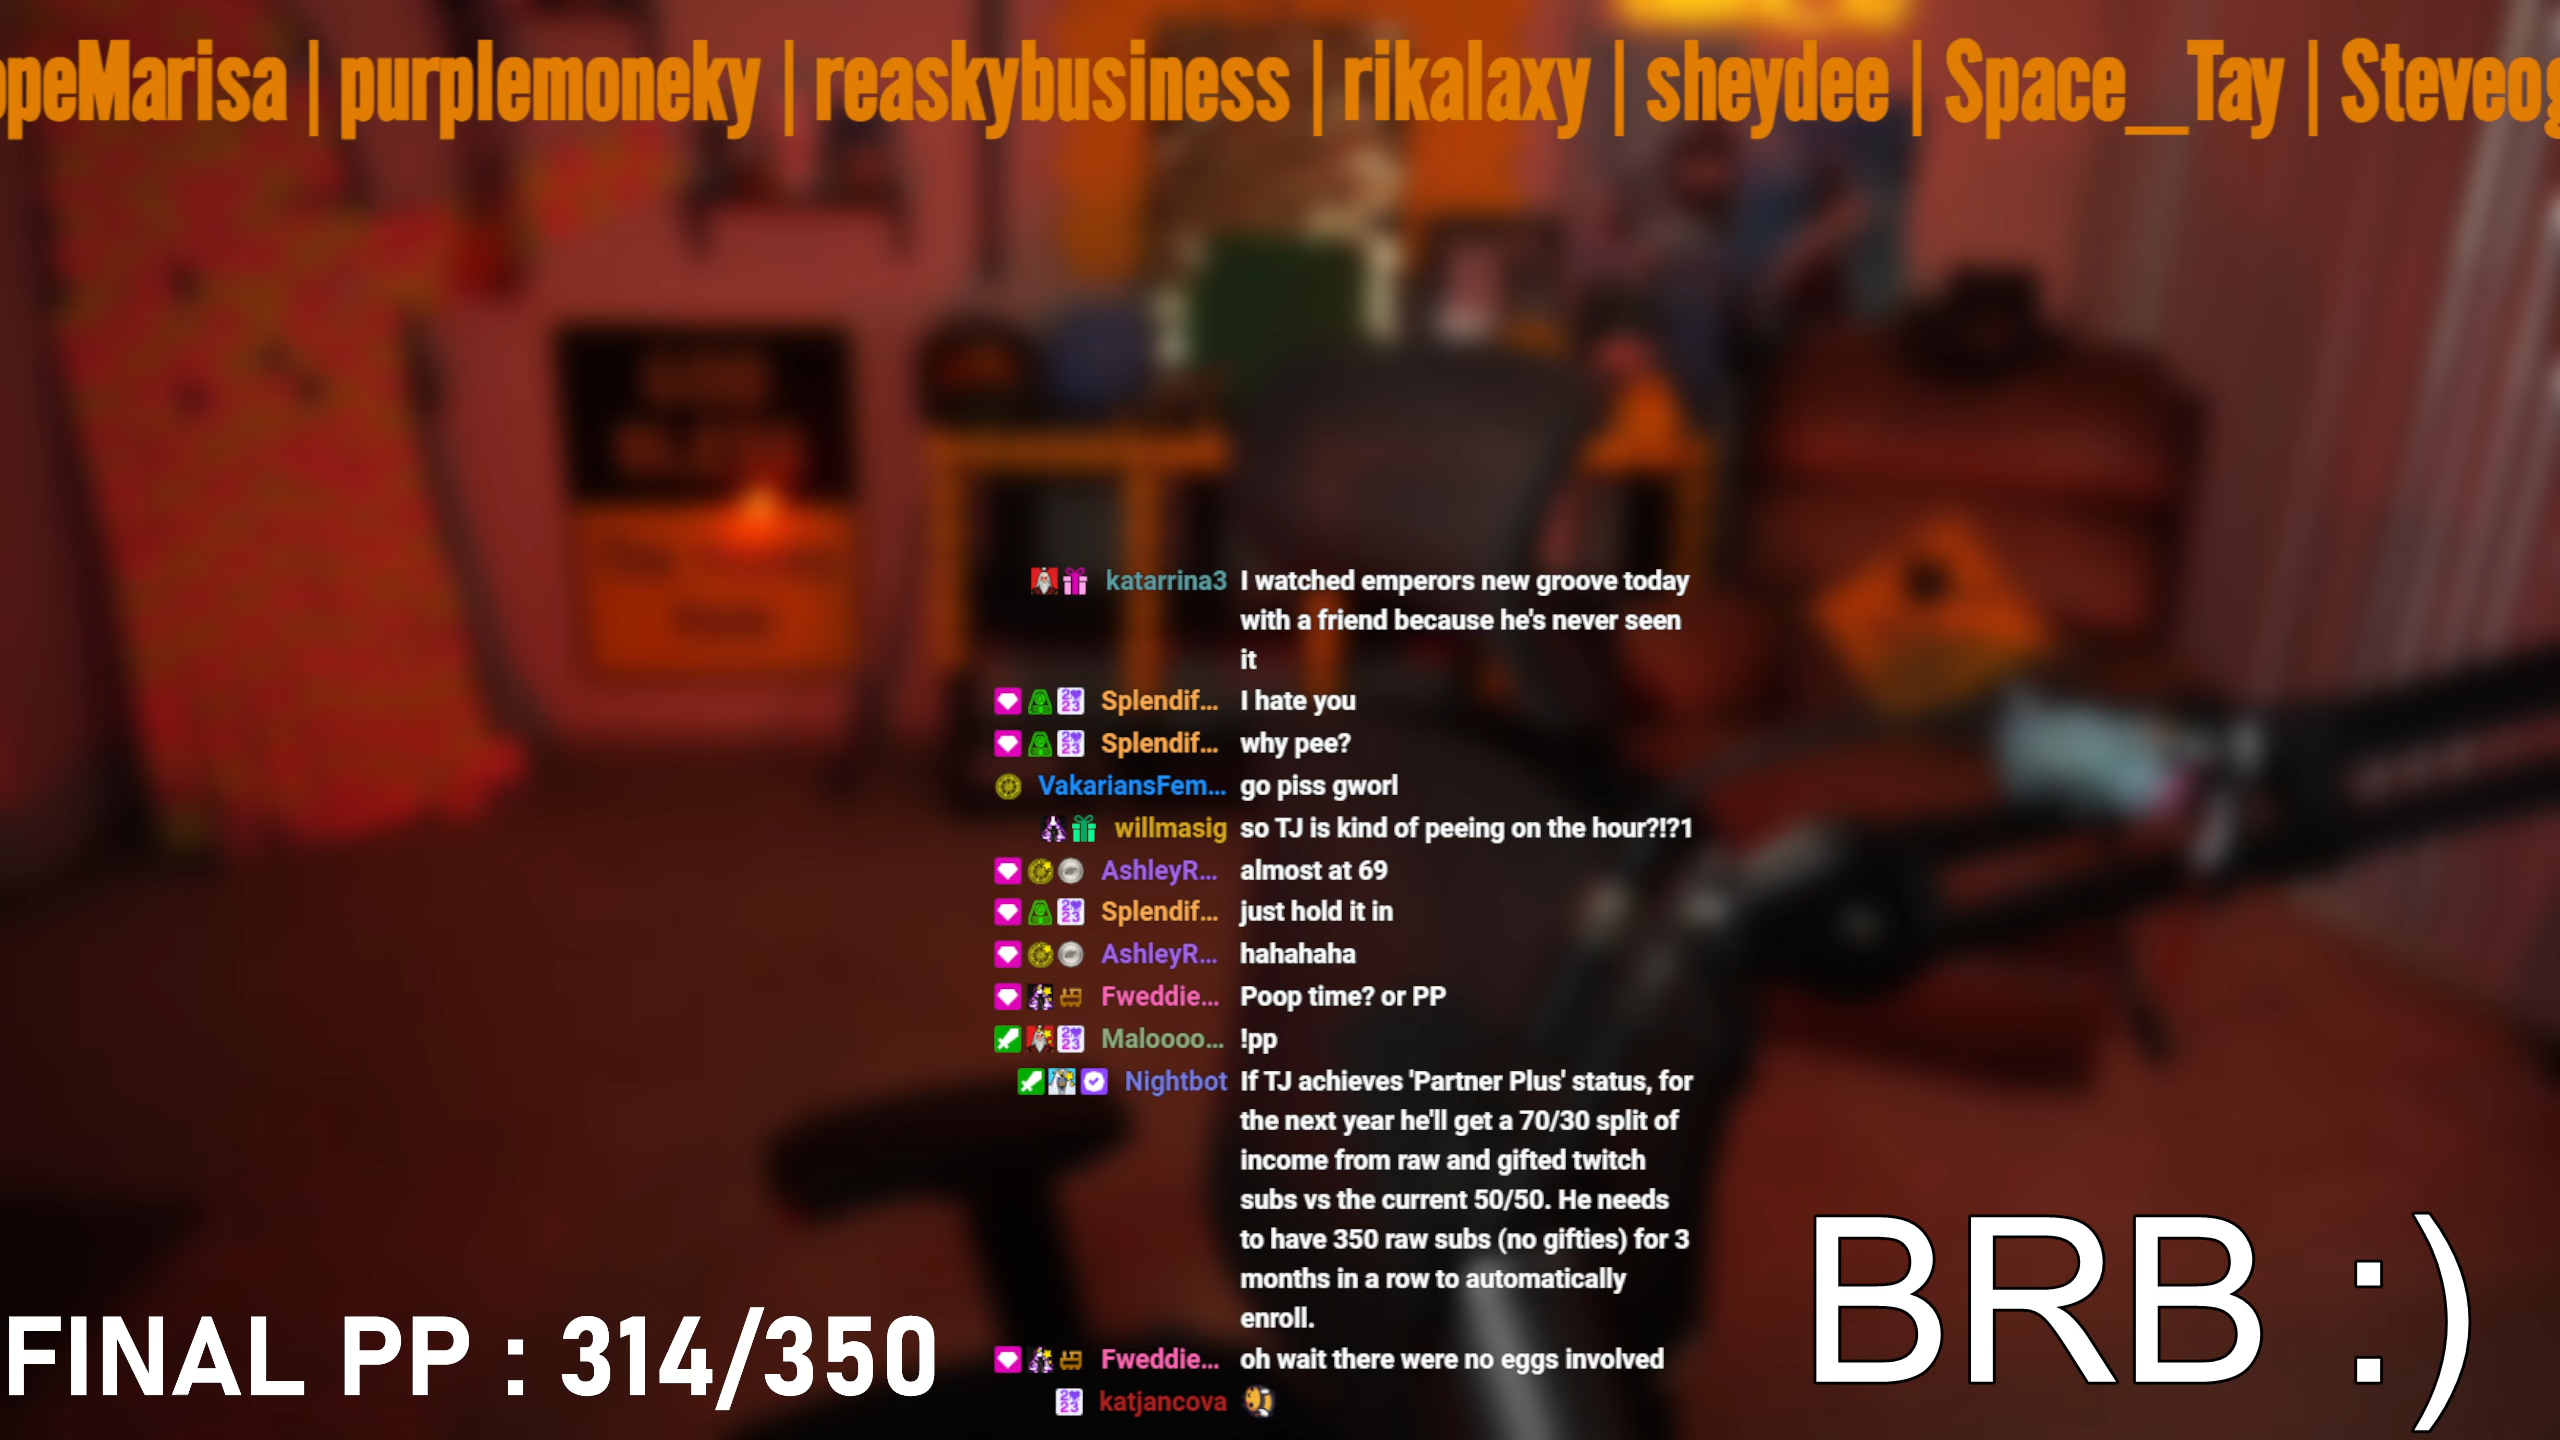 opeMarisa | purplemoneky | reaskybusiness | rikalaxy | sheydee | Space__Tay | Steveog
katarrina3 I watched emperors new groove today
with a friend because he's never seen
it
Splendif... I hate you
Splendif... why pee?
VakariansFem... go piss gworl
willmasig so TJ is kind of peeing on the hour?!?1
AshleyR... almost at 69
Splendif... just hold it in
AshleyR... hahahaha
Fweddie... Poop time? or PP
Maloooo... !pp
Nightbot If TJ achieves 'Partner Plus' status, for
the next year he'll get a 70/30 split of
income from raw and gifted twitch
subs vs the current 50/50. He needs
to have 350 raw subs (no gifties) for 3
months in a row to automatically
enroll.
Fweddie... oh wait there were no eggs involved
katjancova
FINAL PP : 314/350
BRB :)